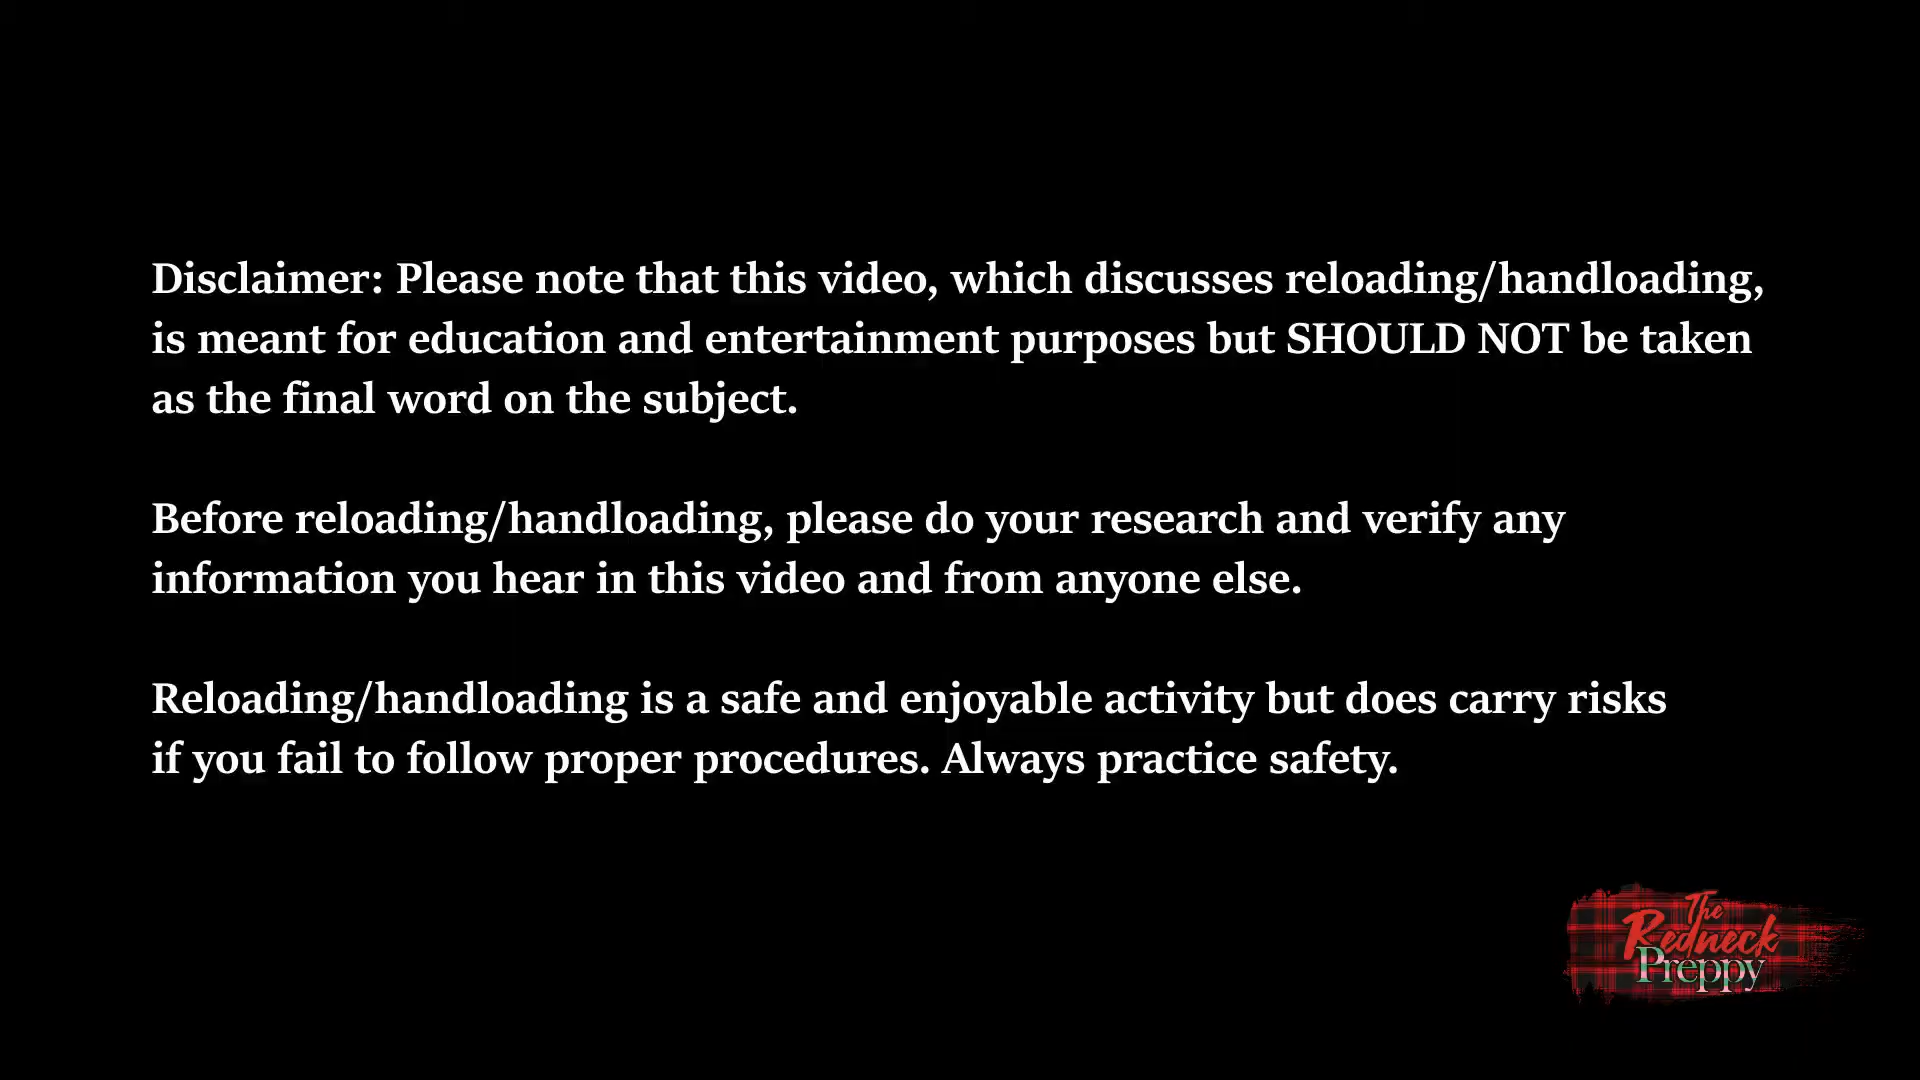 Disclaimer: Please note that this video, which discusses reloading/handloading,
is meant for education and entertainment purposes but SHOULD NOT be taken
as the final word on the subject.
Before reloading/handloading, please do your research and verify any
information you hear in this video and from anyone else.
Reloading/handloading is a safe and enjoyable activity but does carry risks
if you fail to follow proper procedures. Always practice safety.
The
Redneck
Preppy